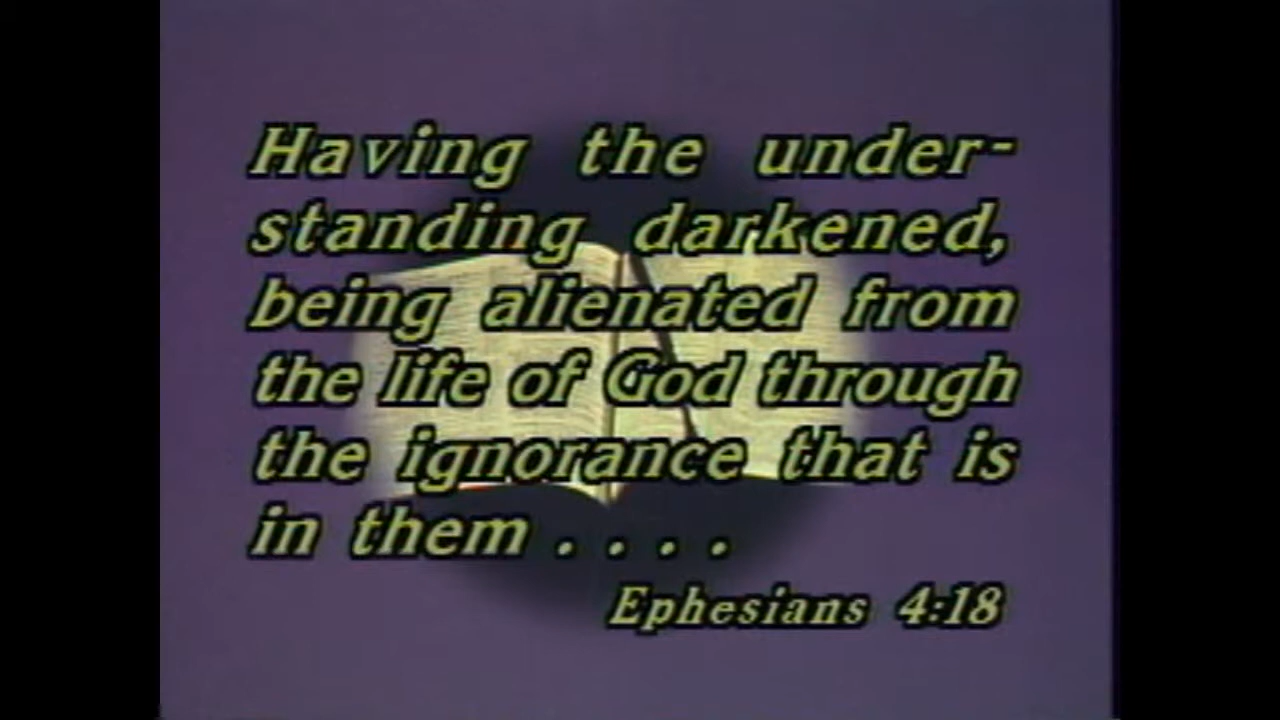 Having the under-
standing darkened,
being alienated from
the life of God through
the ignorance that is
in them . . . .
Ephesians 4:18